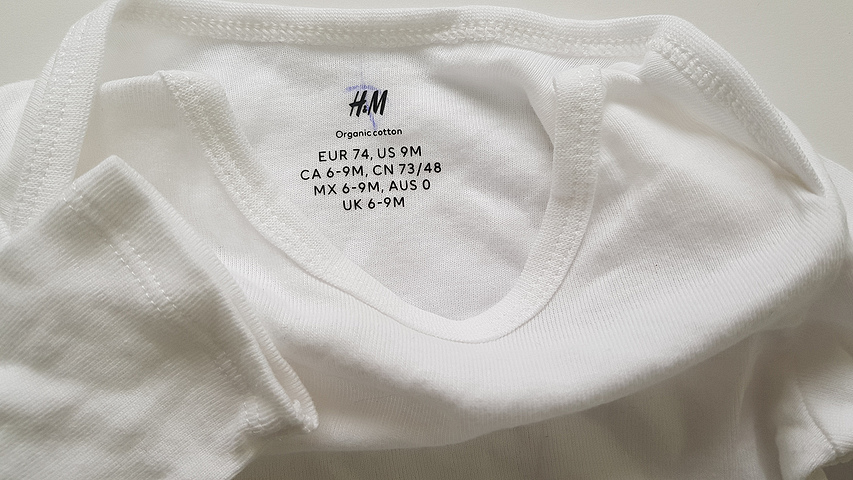 H&M
Organic cotton
EUR 74, US 9M
CA 6-9M, CN 73/48
MX 6-9M, AUS 0
UK 6-9M